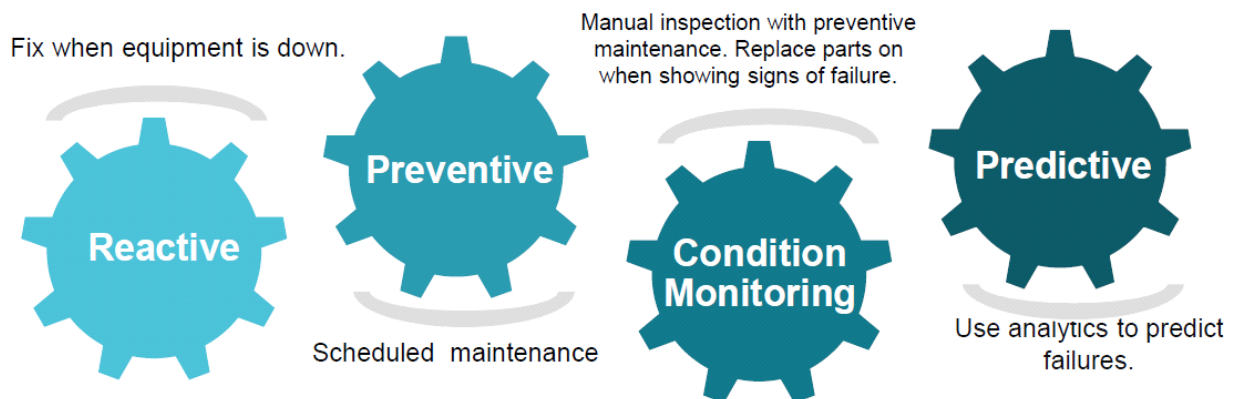 Fix when equipment is down.
Reactive
Preventive
Scheduled maintenance
Manual inspection with preventive
maintenance. Replace parts on
when showing signs of failure.
Condition
Monitoring
Predictive
Use analytics to predict
failures.